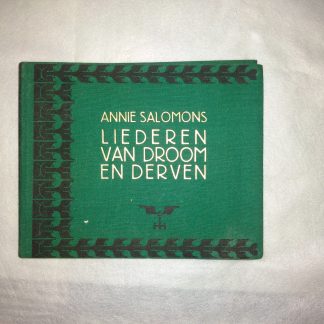 ANNIE SALOMONS
LIEDEREN
VAN DROOM
EN DERVEN